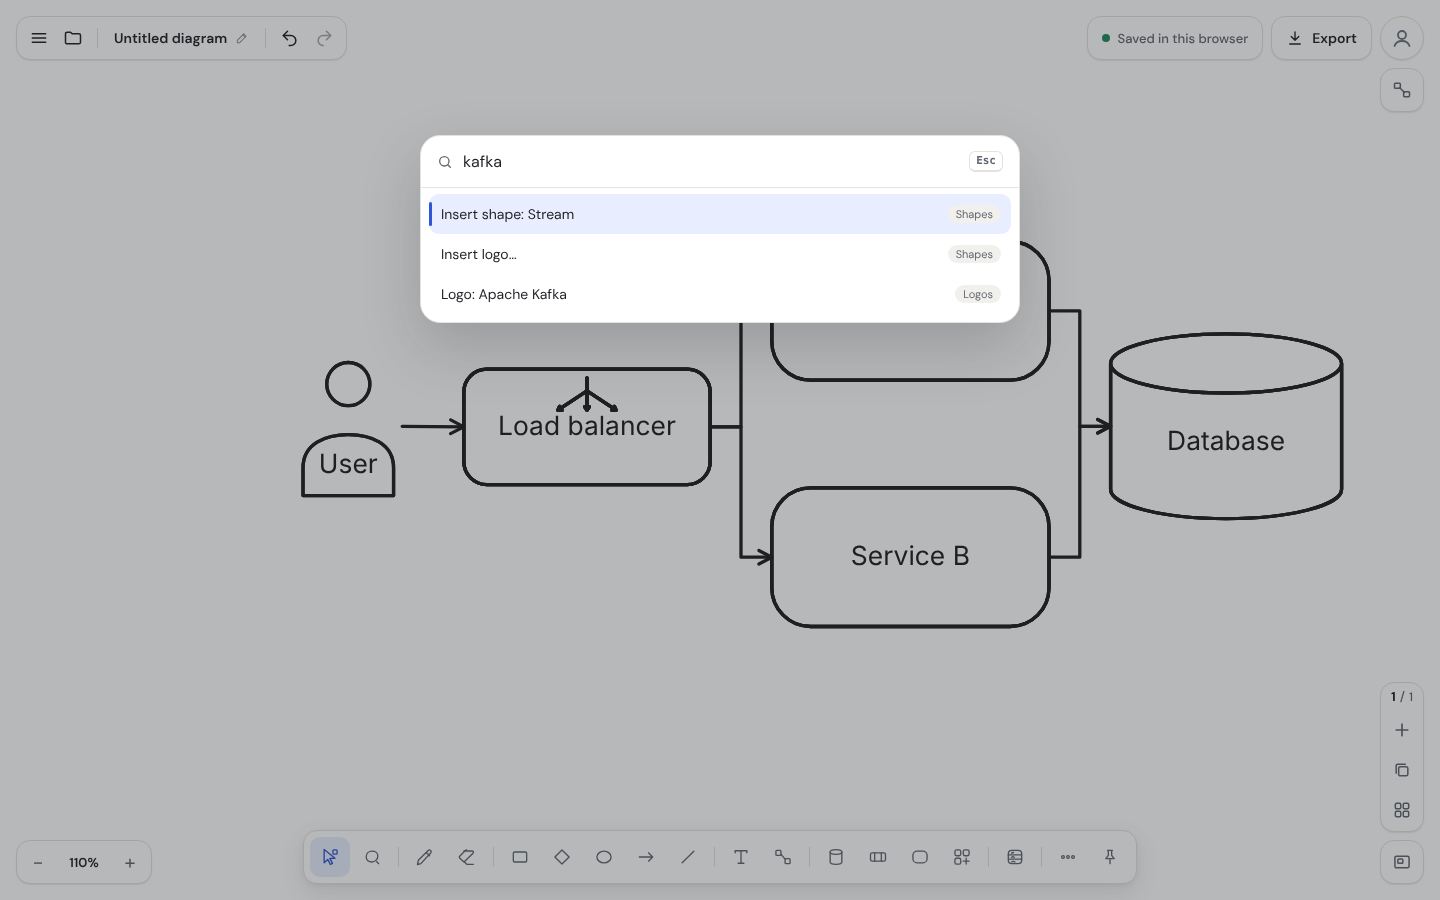 Untitled diagram
Saved in this browser
Export
kafka
Esc
Insert shape: Stream
Shapes
Insert logo...
Shapes
Logo: Apache Kafka
Logos
User
Load balancer
Service B
Database
1 / 1
110%